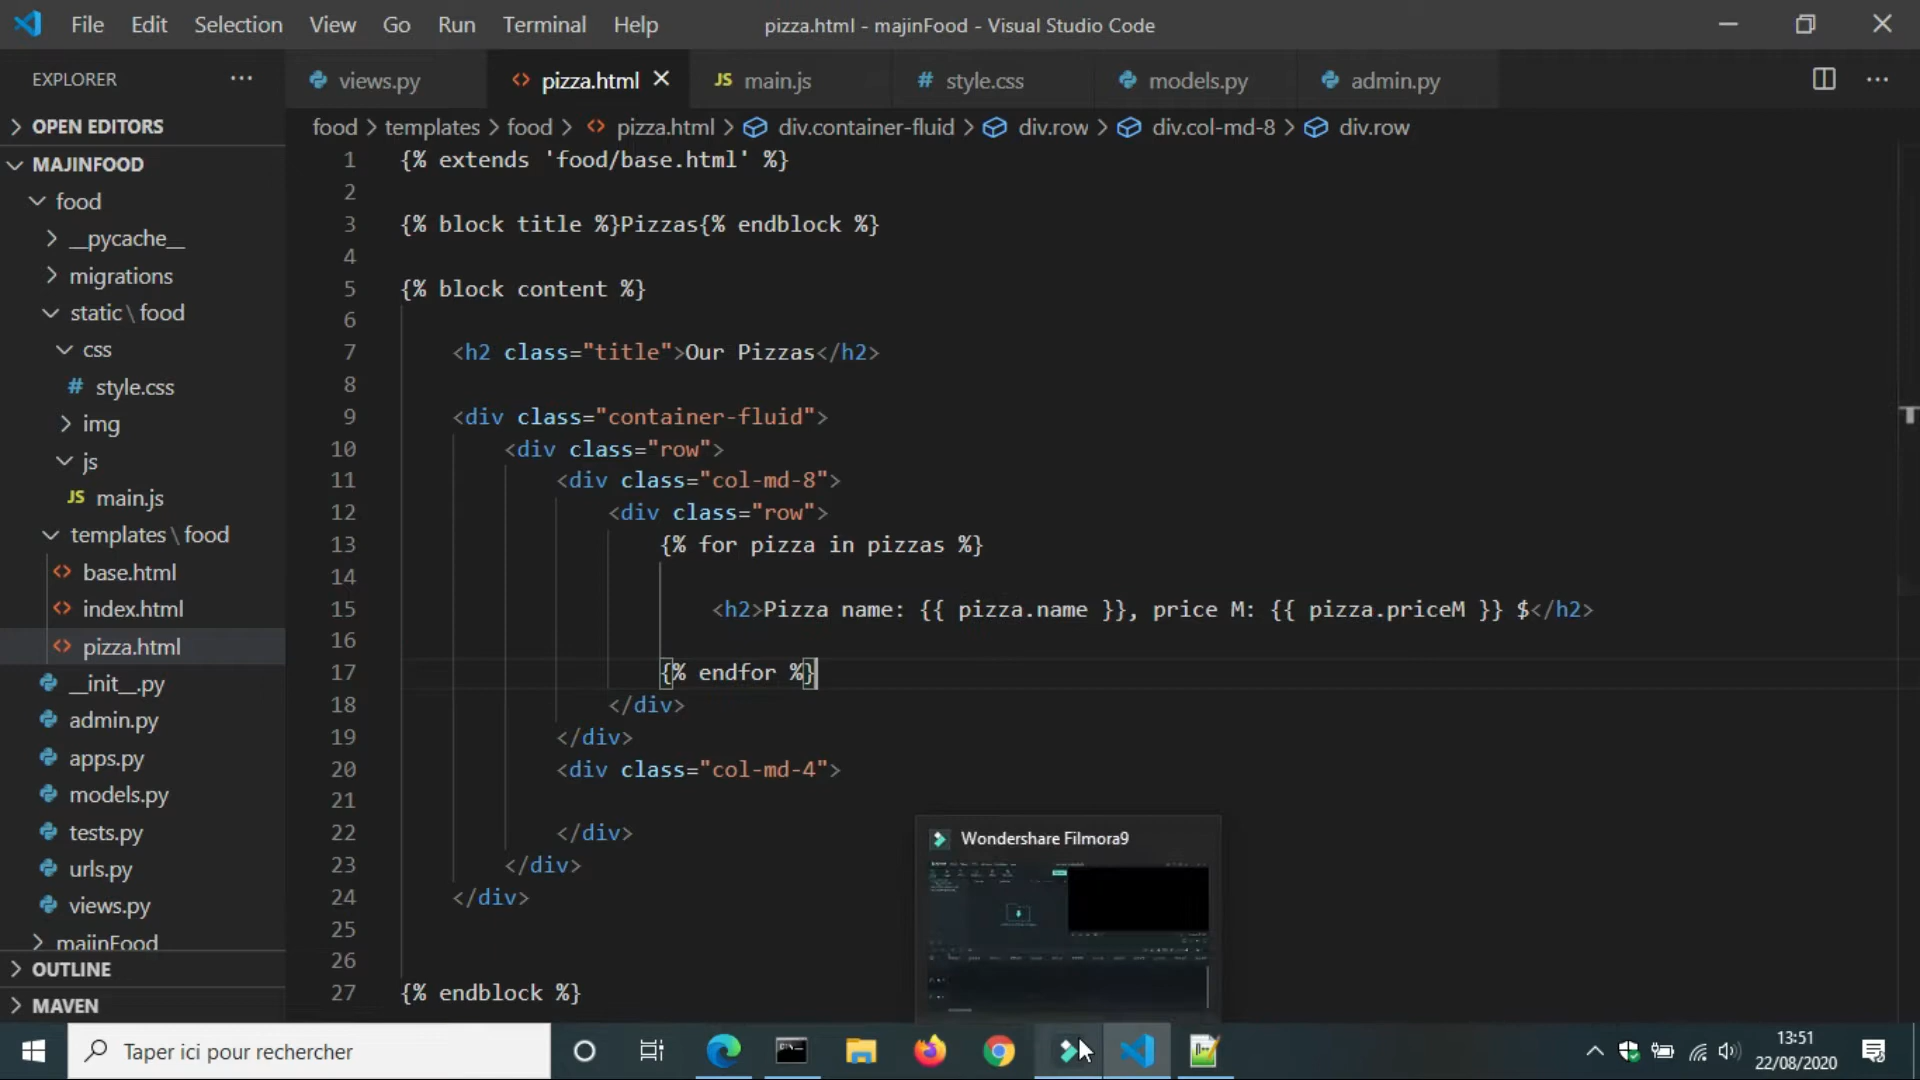 File Edit Selection View Go Run Terminal Help
pizza.html - majinFood - Visual Studio Code
EXPLORER
views.py
pizza.html
JS main.js
# style.css
models.py
admin.py
food > templates > food > pizza.html > div.container-fluid > div.row > div.col-md-8 > div.row
OPEN EDITORS
MAJINFOOD
food
__pycache__
migrations
static \ food
css
# style.css
img
js
JS main.js
templates \ food
base.html
index.html
pizza.html
__init__.py
admin.py
apps.py
models.py
tests.py
urls.py
views.py
majinFood
OUTLINE
MAVEN
1 {% extends 'food/base.html' %}
2
3 {% block title %}Pizzas{% endblock %}
4
5 {% block content %}
6
7 <h2 class="title">Our Pizzas</h2>
8
9 <div class="container-fluid">
10 <div class="row">
11 <div class="col-md-8">
12 <div class="row">
13 {% for pizza in pizzas %}
14
15 <h2>Pizza name: {{ pizza.name }}, price M: {{ pizza.priceM }} $</h2>
16
17 {% endfor %}
18 </div>
19 </div>
20 <div class="col-md-4">
21
22 </div>
23 </div>
24 </div>
25
26
27 {% endblock %}
Wondershare Filmora9
Taper ici pour rechercher
13:51
22/08/2020